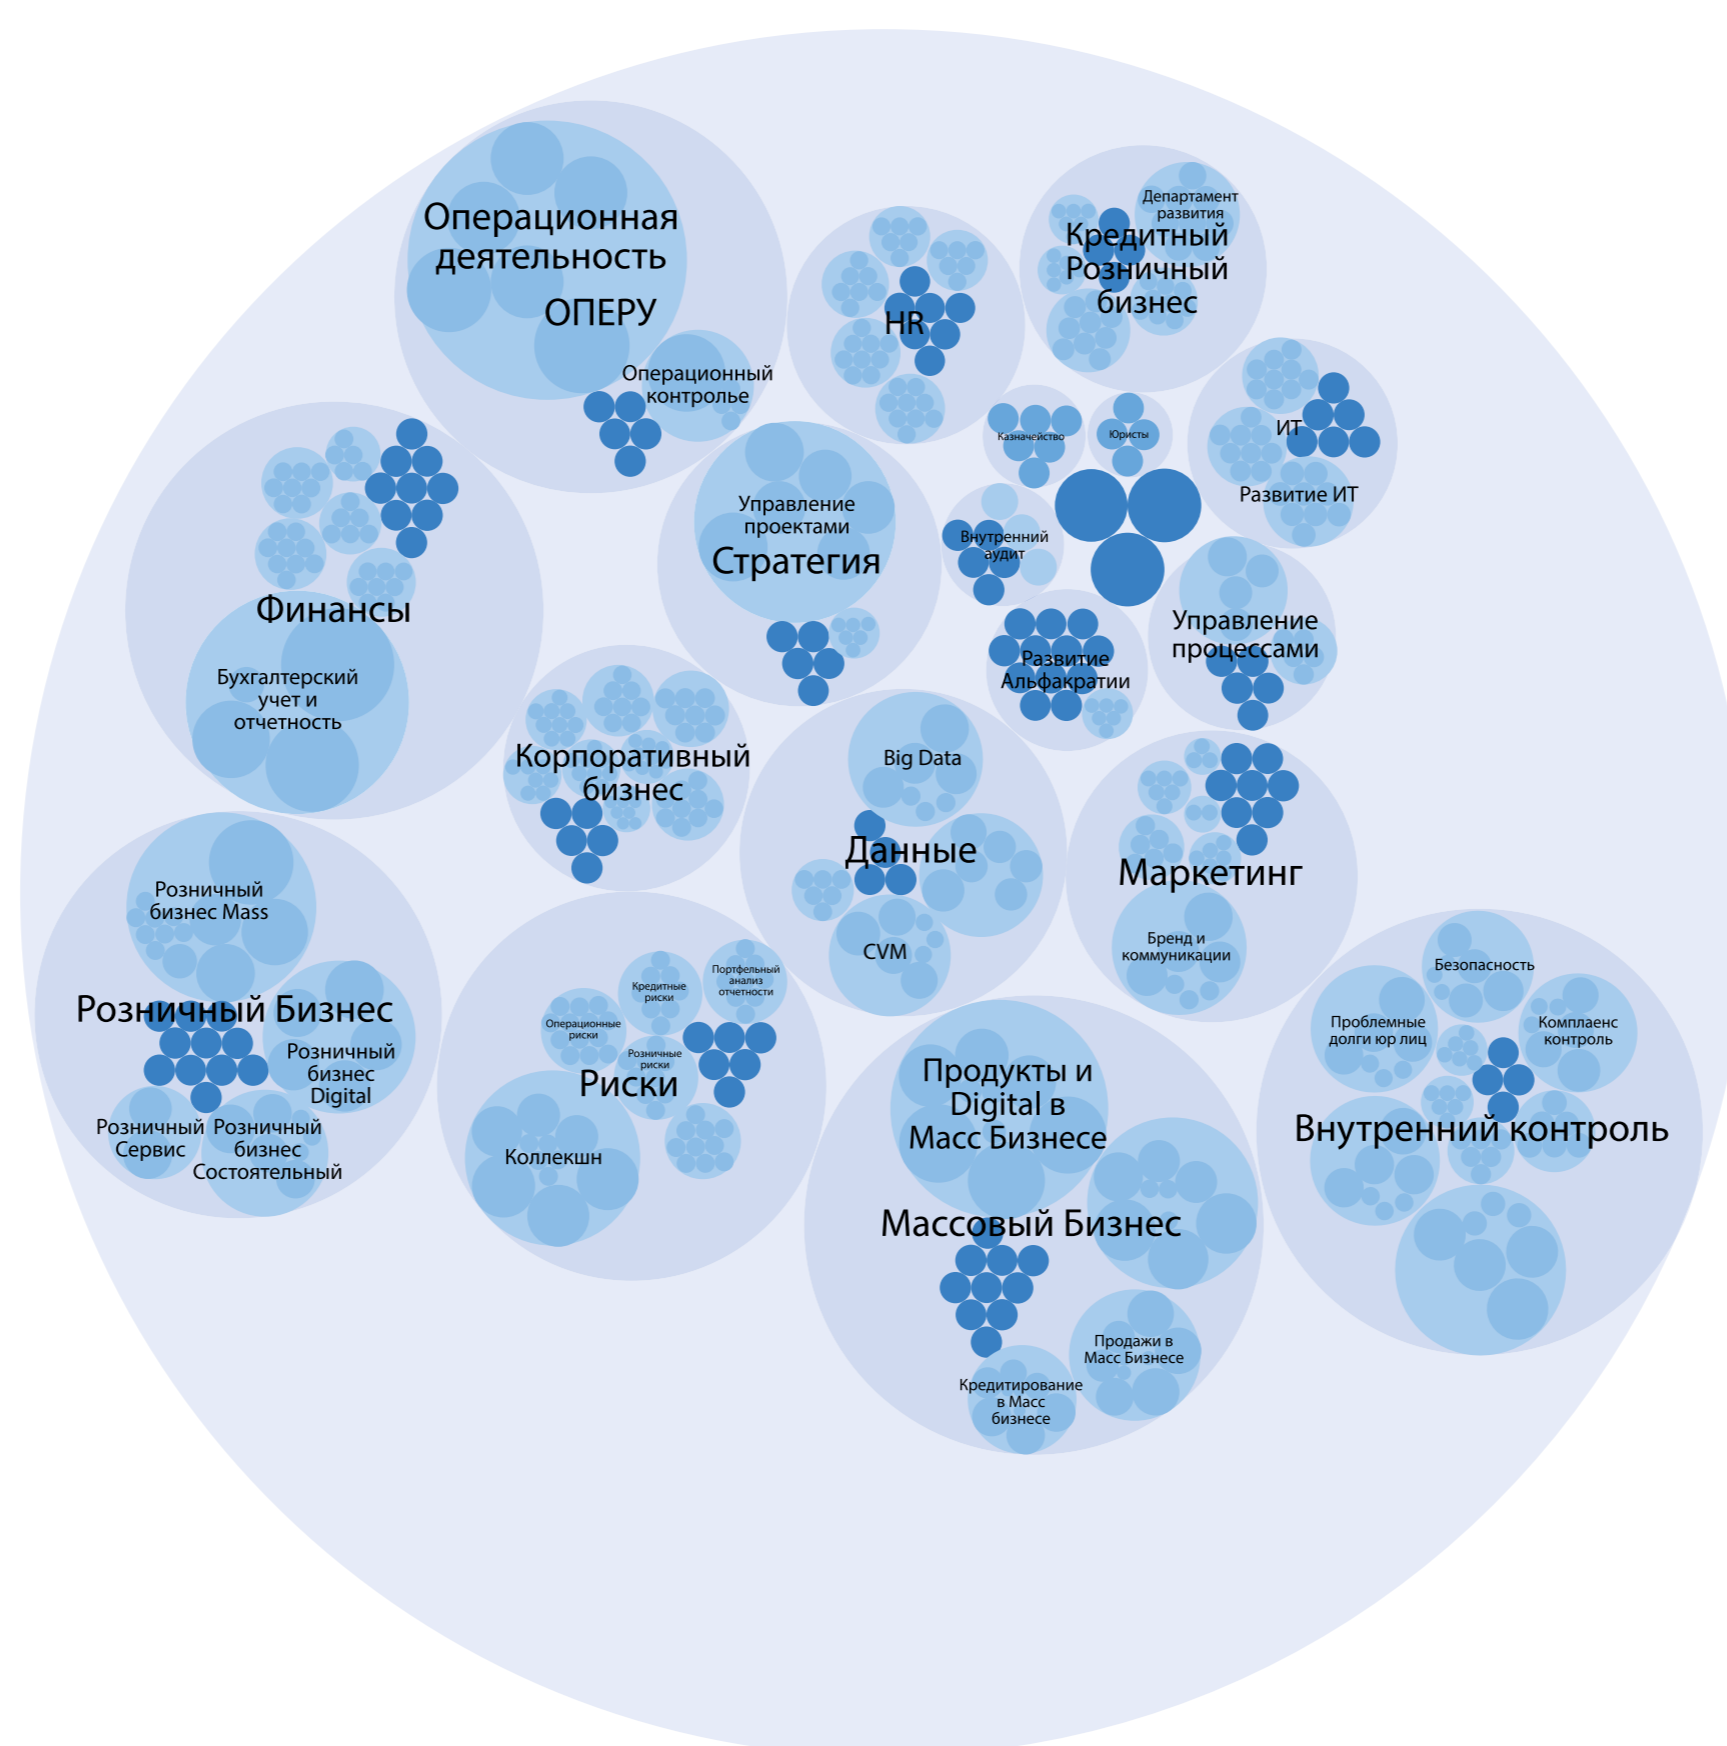 Операционная
деятельность
ОПЕРУ
Операционный
контролье
HR
Департамент
развития
Кредитный
Розничный
бизнес
Казначейство
Юристы
ИТ
Развитие ИТ
Управление
проектами
Стратегия
Внутренний
аудит
Финансы
Бухгалтерский
учет и
отчетность
Управление
процессами
Развитие
Альфакратии
Корпоративный
бизнес
Big Data
Данные
CVM
Маркетинг
Бренд и
коммуникации
Розничный
бизнес Mass
Розничный Бизнес
Розничный
бизнес
Digital
Розничный
Сервис
Розничный
бизнес
Состоятельный
Кредитные
риски
Портфельный
анализ
отчетности
Операционные
риски
Розничные
риски
Риски
Коллекшн
Продукты и
Digital в
Масс Бизнесе
Массовый Бизнес
Продажи в
Масс Бизнесе
Кредитирование
в Масс
бизнесе
Безопасность
Проблемные
долги юр лиц
Комплаенс
контроль
Внутренний контроль